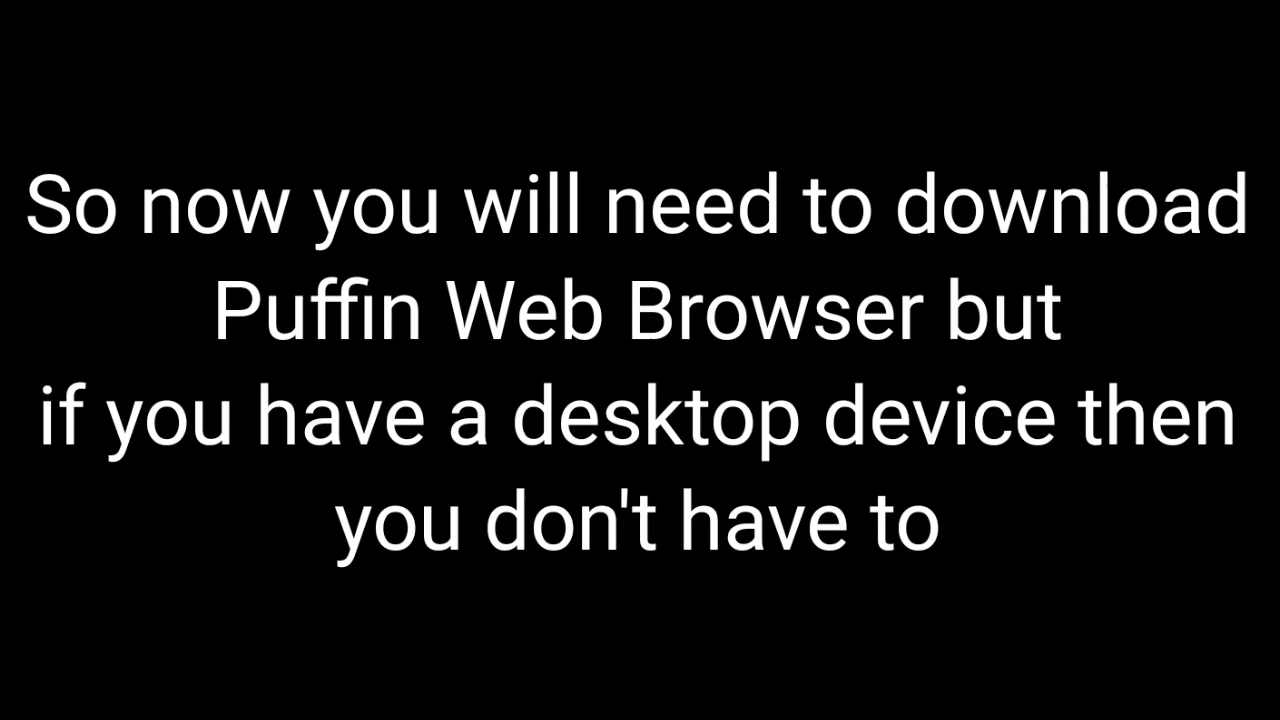 So now you will need to download
Puffin Web Browser but
if you have a desktop device then
you don't have to